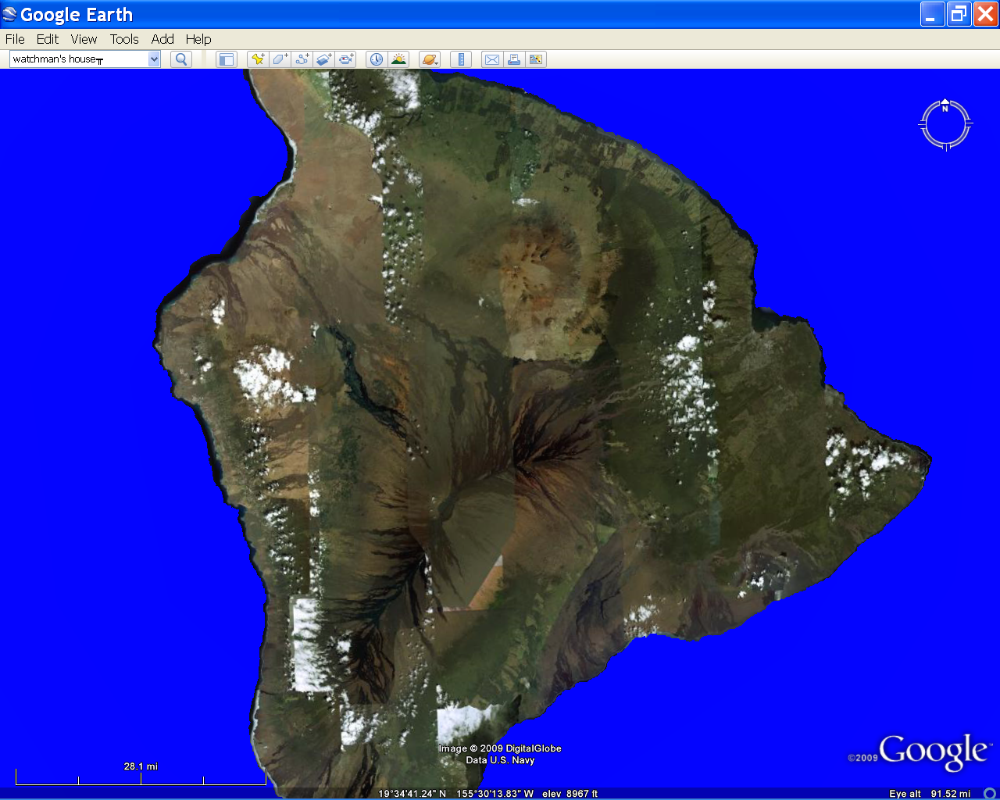 Google Earth
File Edit View Tools Add Help
watchman's house
N
28.1 mi
Image © 2009 DigitalGlobe
Data U.S. Navy
©2009 Google
19°34'41.24" N 155°30'13.83" W elev 8967 ft
Eye alt 91.52 mi